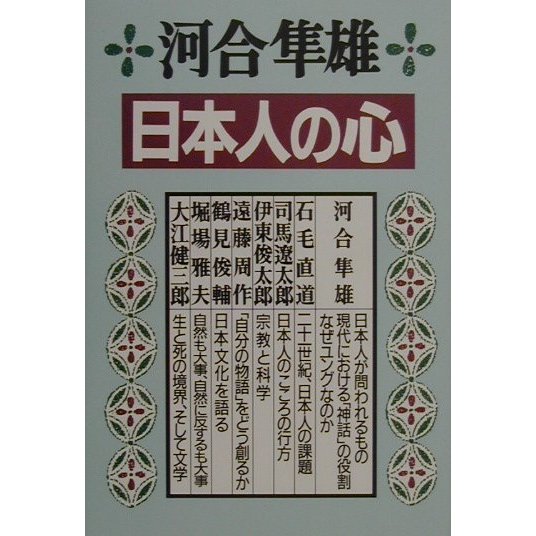 河合隼雄
日本人の心
河合隼雄
日本人が問われるもの
現代における「神話」の役割
なぜユングなのか
石毛直道
二十一世紀、日本人の課題
司馬遼太郎
日本人のこころの行方
伊東俊太郎
宗教と科学
遠藤周作
「自分の物語」をどう創るか
鶴見俊輔
日本文化を語る
堀場雅夫
自然も大事、自然に反するも大事
大江健三郎
生と死の境界、そして文学